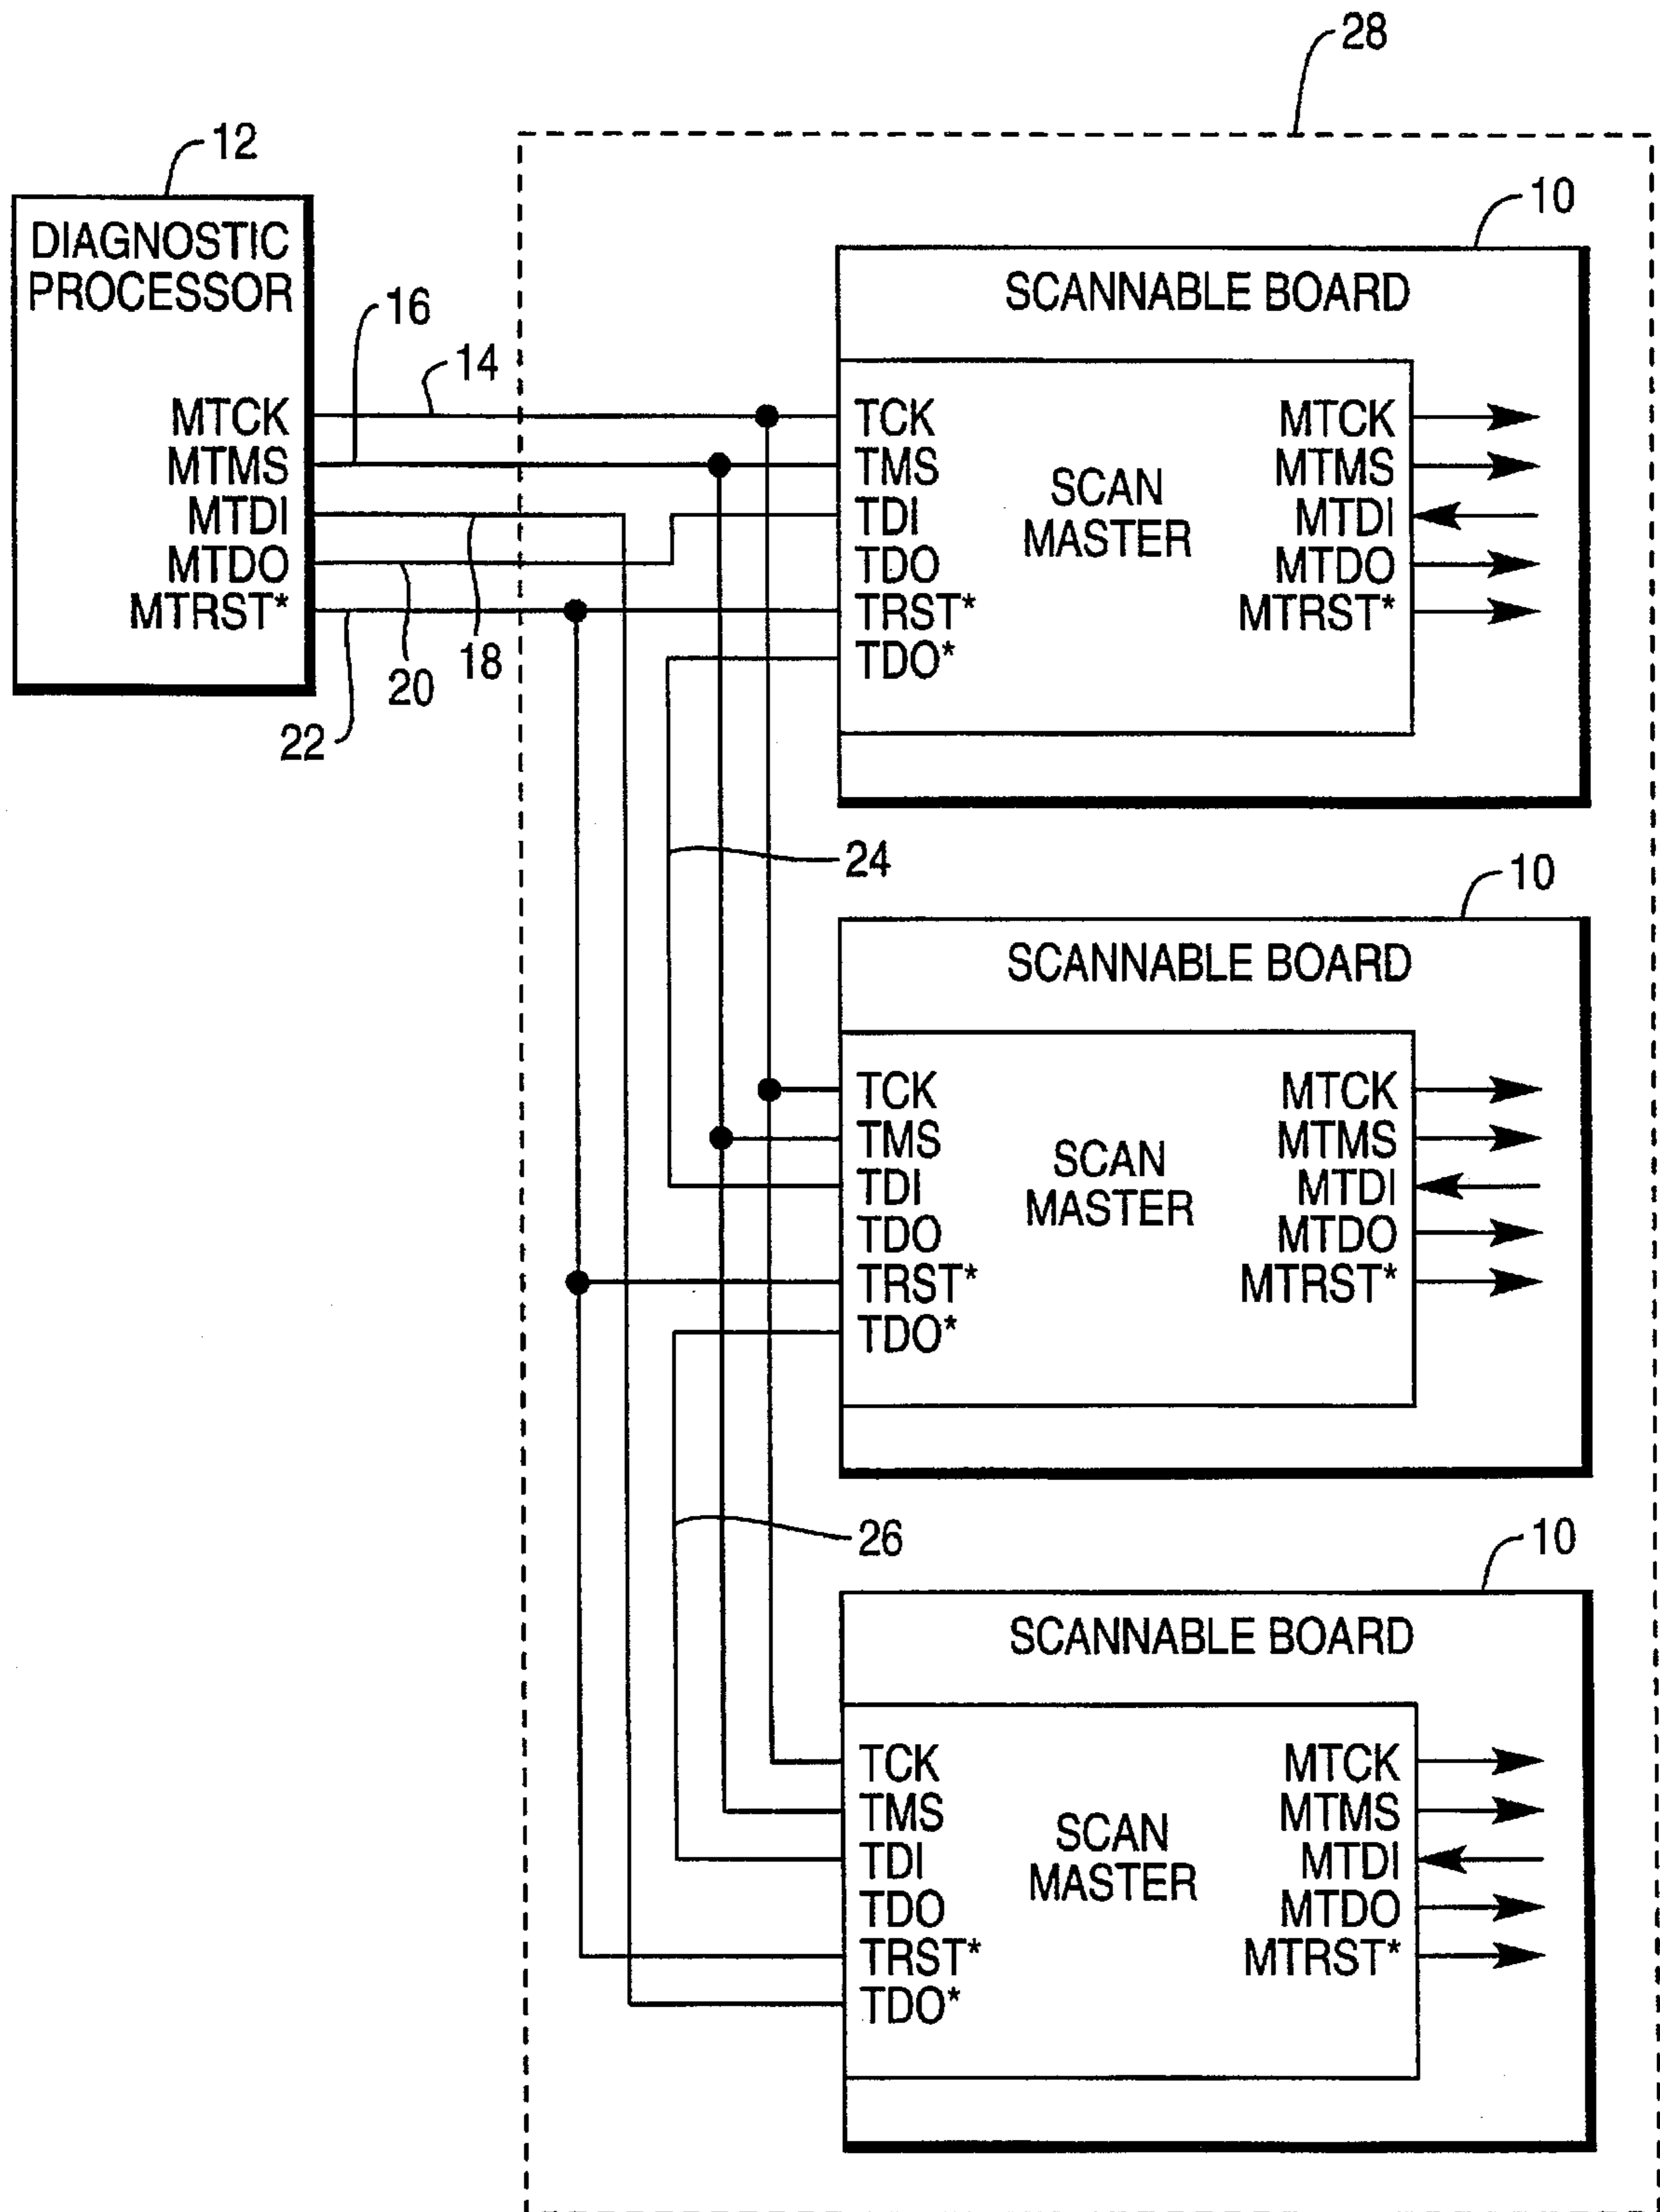 28
12
DIAGNOSTIC
PROCESSOR
MTCK
MTMS
MTDI
MTDO
MTRST*
16
14
18
20
22
10
SCANNABLE BOARD
TCK
TMS
TDI
TDO
TRST*
TDO*
SCAN
MASTER
MTCK
MTMS
MTDI
MTDO
MTRST*
24
10
SCANNABLE BOARD
TCK
TMS
TDI
TDO
TRST*
TDO*
SCAN
MASTER
MTCK
MTMS
MTDI
MTDO
MTRST*
26
10
SCANNABLE BOARD
TCK
TMS
TDI
TDO
TRST*
TDO*
SCAN
MASTER
MTCK
MTMS
MTDI
MTDO
MTRST*